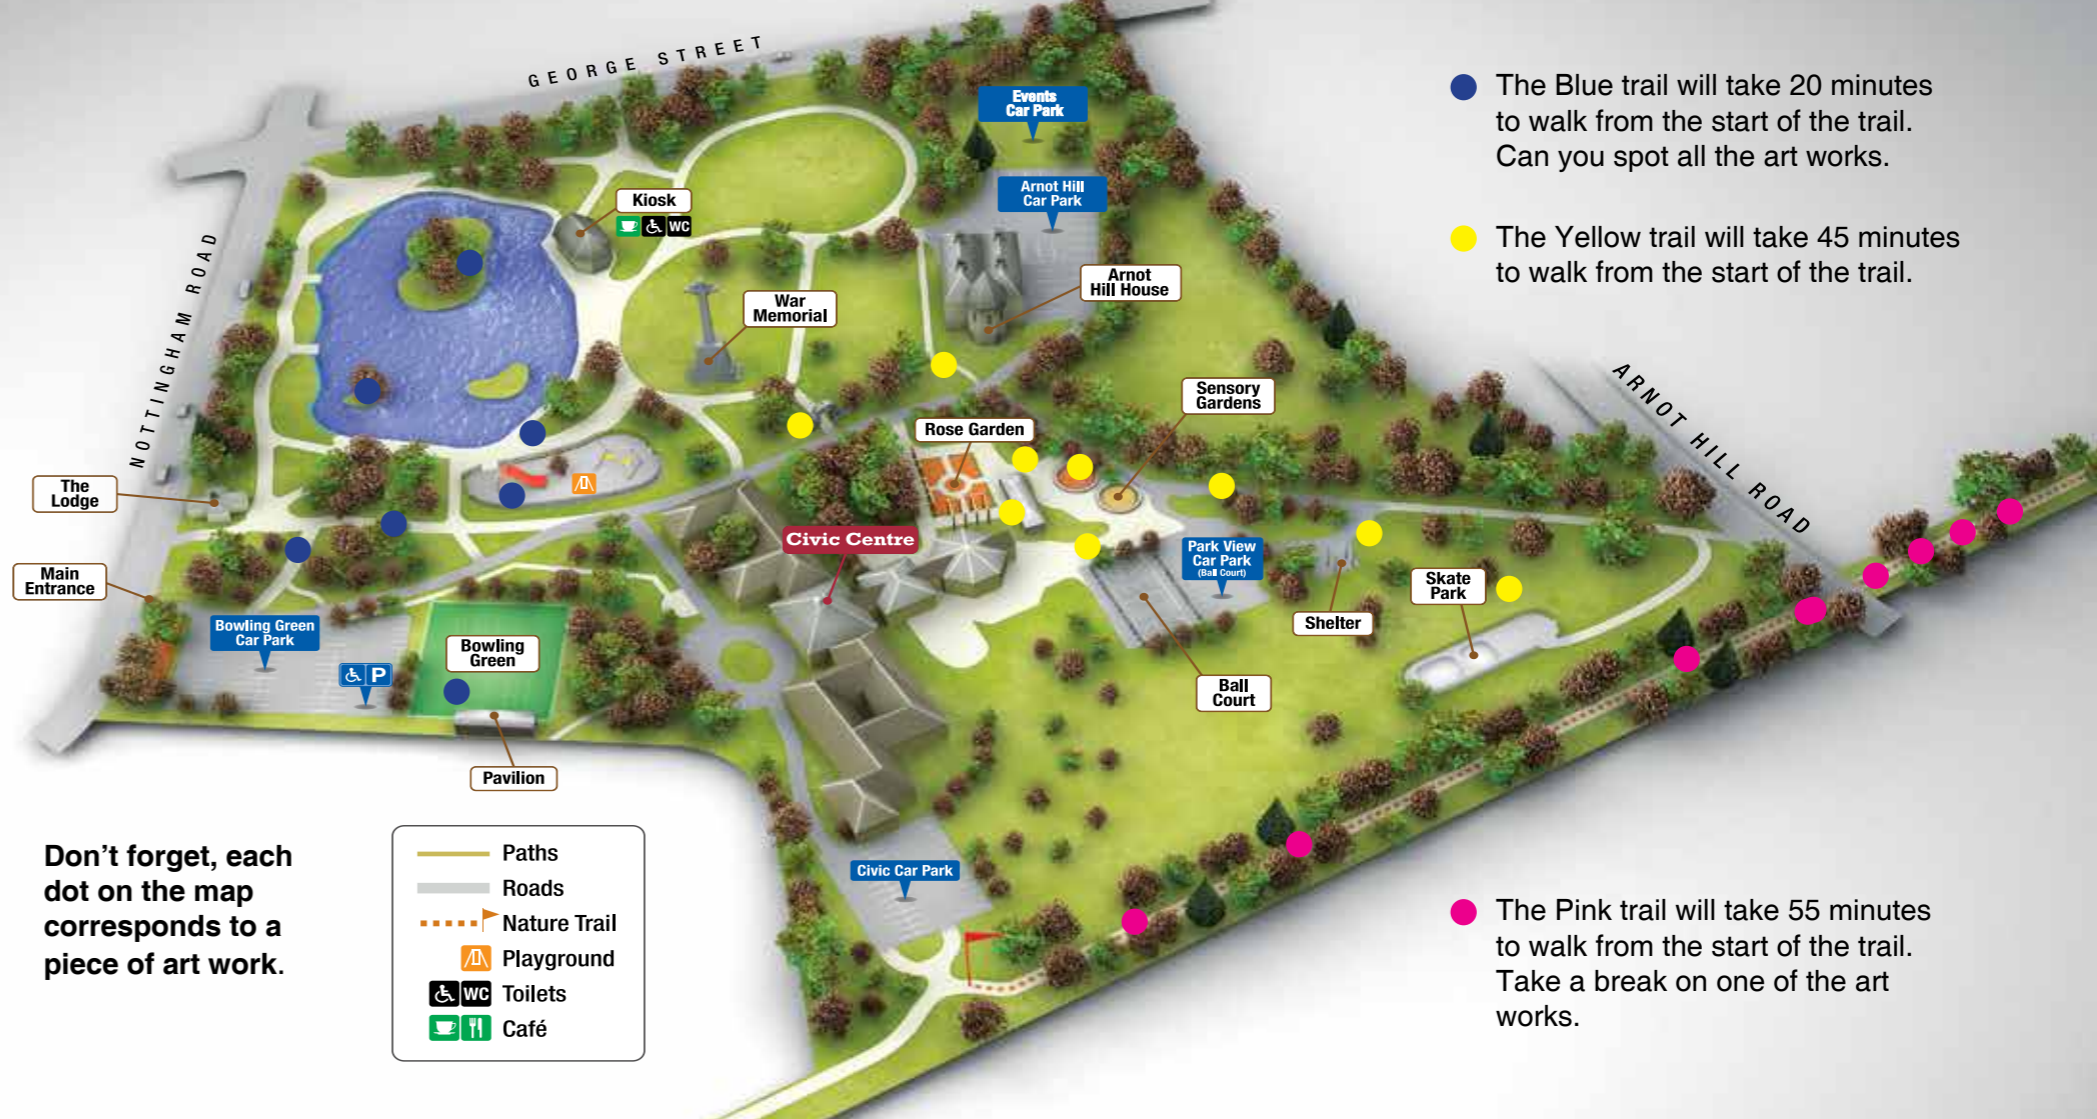 GEORGE STREET
NOTTINGHAM ROAD
ARNOT HILL ROAD
Events
Car Park
Arnot Hill
Car Park
Kiosk
WC
War
Memorial
Arnot
Hill House
Sensory
Gardens
Rose Garden
The
Lodge
Main
Entrance
Civic Centre
Park View
Car Park
(Ball Court)
Skate
Park
Shelter
Ball
Court
Bowling Green
Car Park
P
Bowling
Green
Pavilion
Civic Car Park
The Blue trail will take 20 minutes
to walk from the start of the trail.
Can you spot all the art works.
The Yellow trail will take 45 minutes
to walk from the start of the trail.
The Pink trail will take 55 minutes
to walk from the start of the trail.
Take a break on one of the art
works.
Don't forget, each
dot on the map
corresponds to a
piece of art work.
Paths
Roads
Nature Trail
Playground
WC Toilets
Café